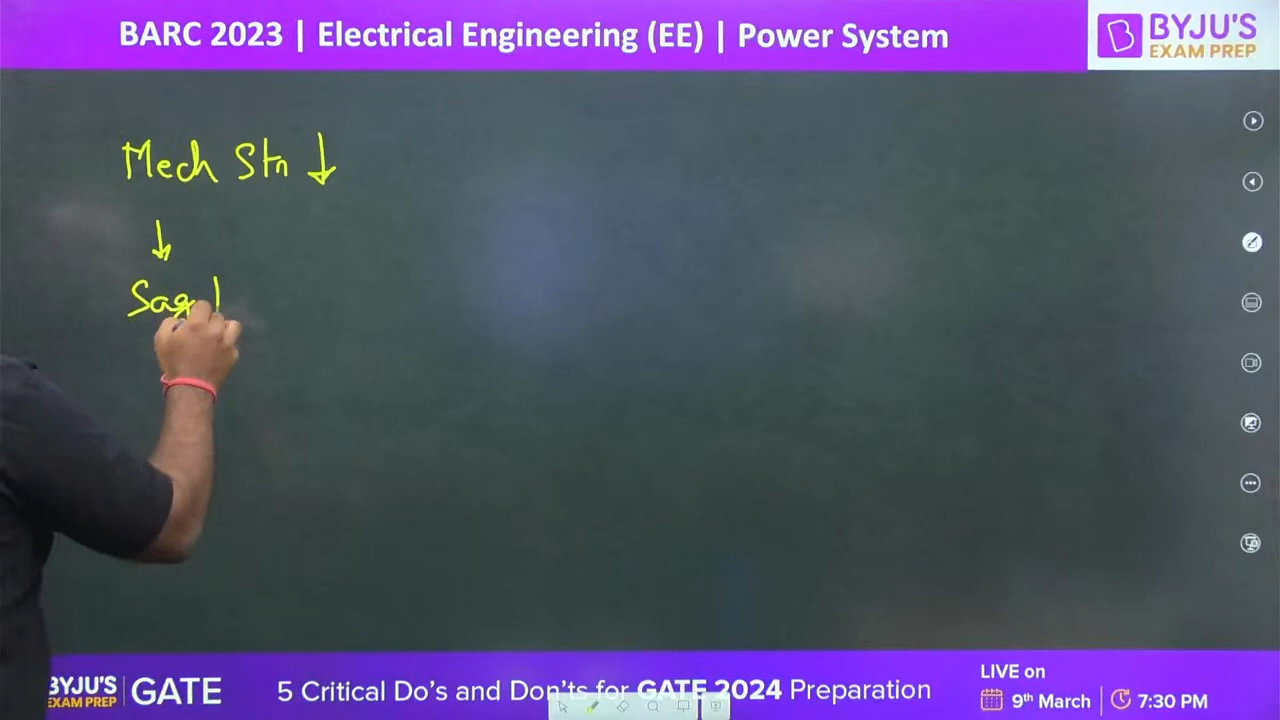 BARC 2023 | Electrical Engineering (EE) | Power System
BYJU'S
EXAM PREP
Mech Stn ↓
↓
Sag
BYJU'S
EXAM PREP
GATE
5 Critical Do's and Don'ts for GATE 2024 Preparation
LIVE on
9th March
7:30 PM